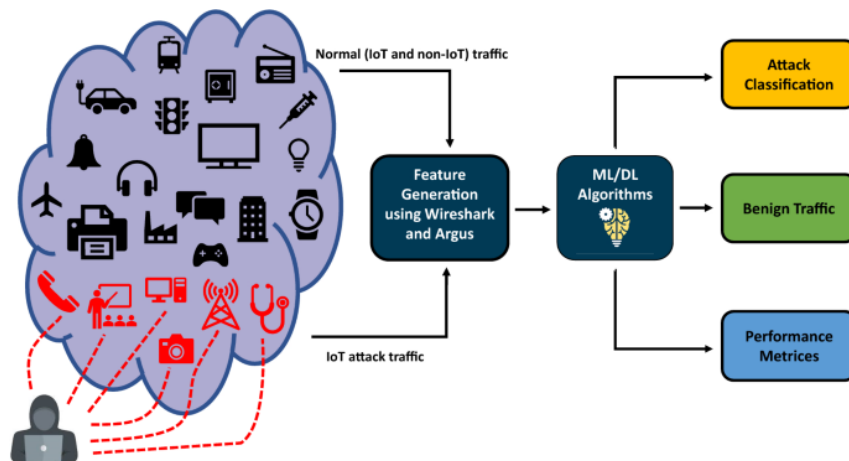 Normal (IoT and non-IoT) traffic
Attack
Classification
Feature
Generation
using Wireshark
and Argus
ML/DL
Algorithms
Benign Traffic
IoT attack traffic
Performance
Metrices